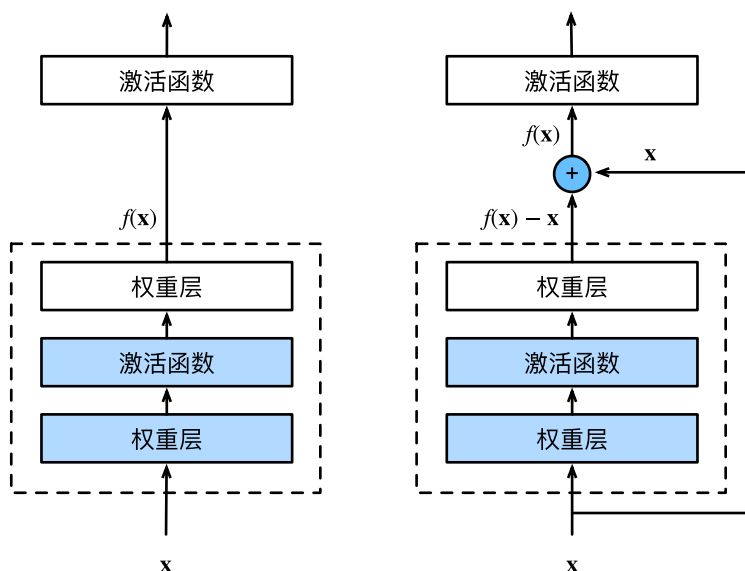 激活函数
f(x)
权重层
激活函数
权重层
x
激活函数
f(x)
+
x
f(x) − x
权重层
激活函数
权重层
x